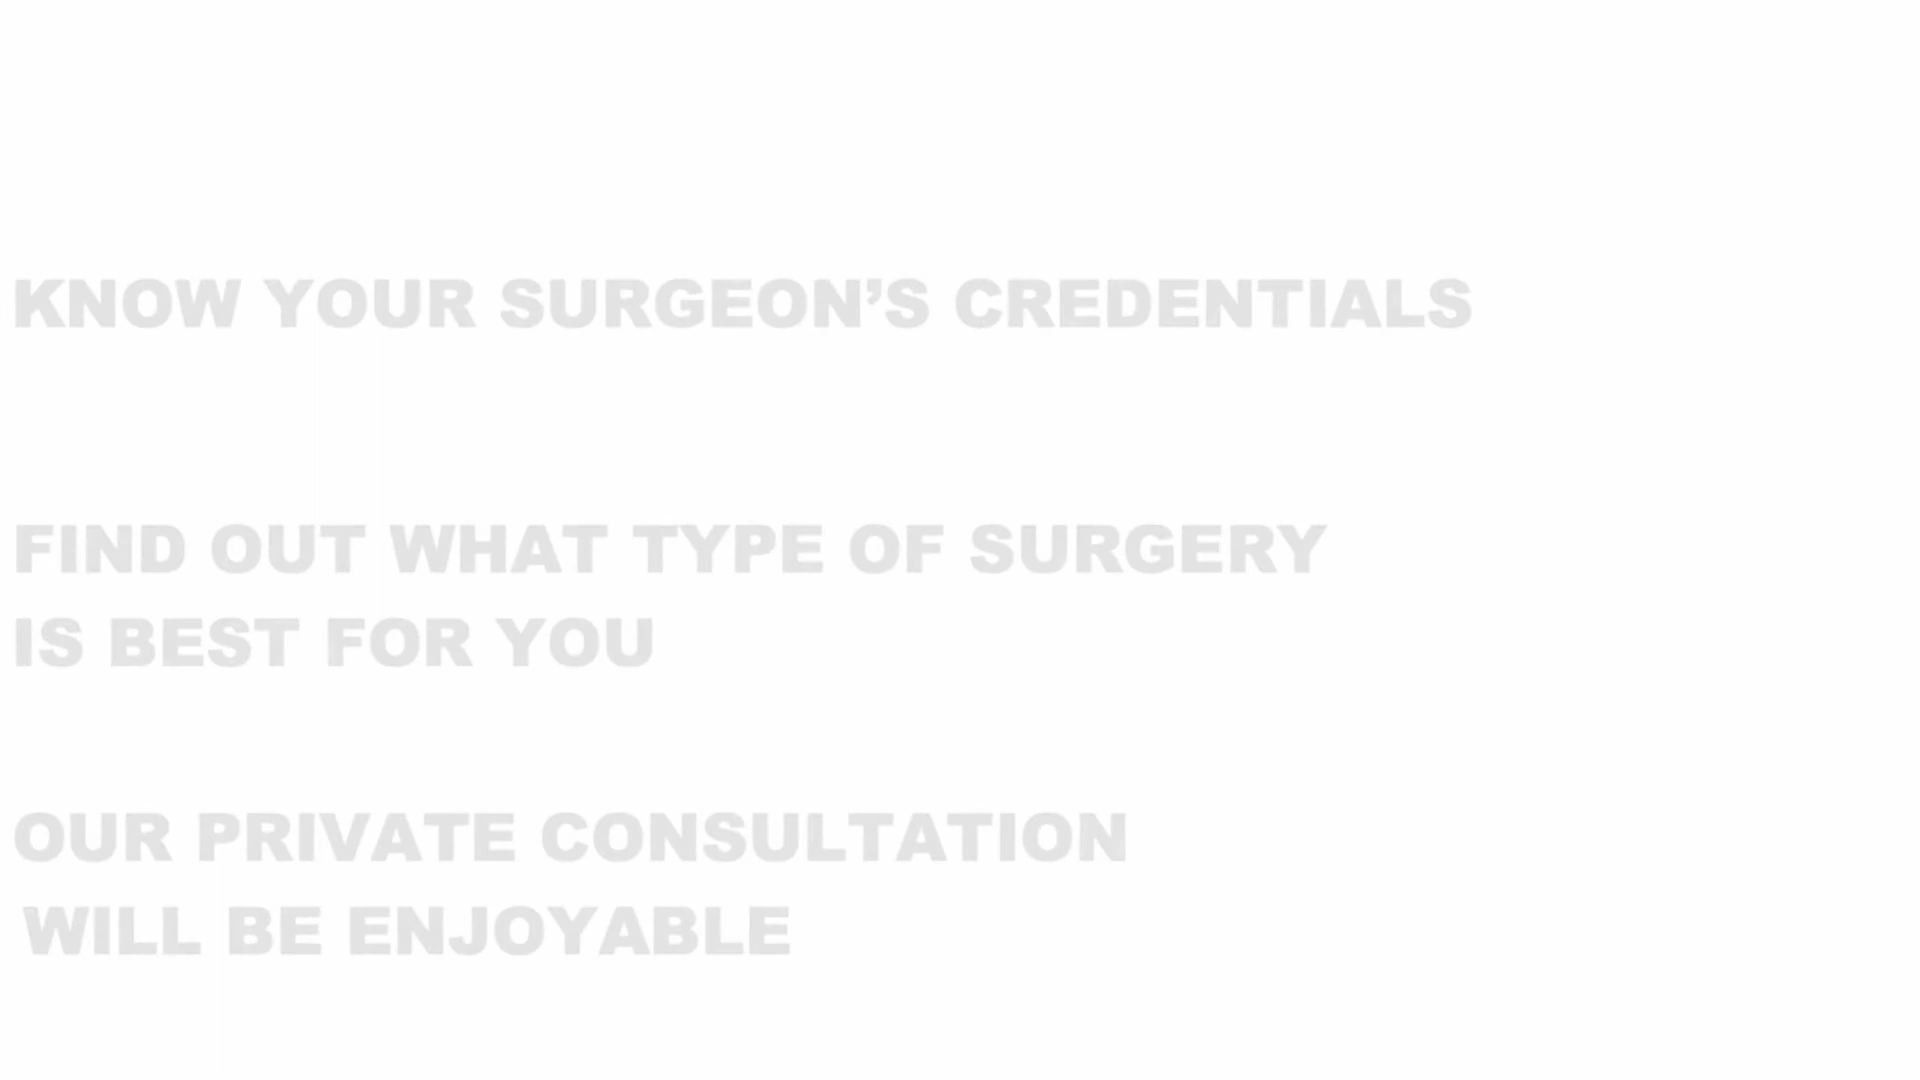 KNOW YOUR SURGEON’S CREDENTIALS
FIND OUT WHAT TYPE OF SURGERY
IS BEST FOR YOU
OUR PRIVATE CONSULTATION
WILL BE ENJOYABLE